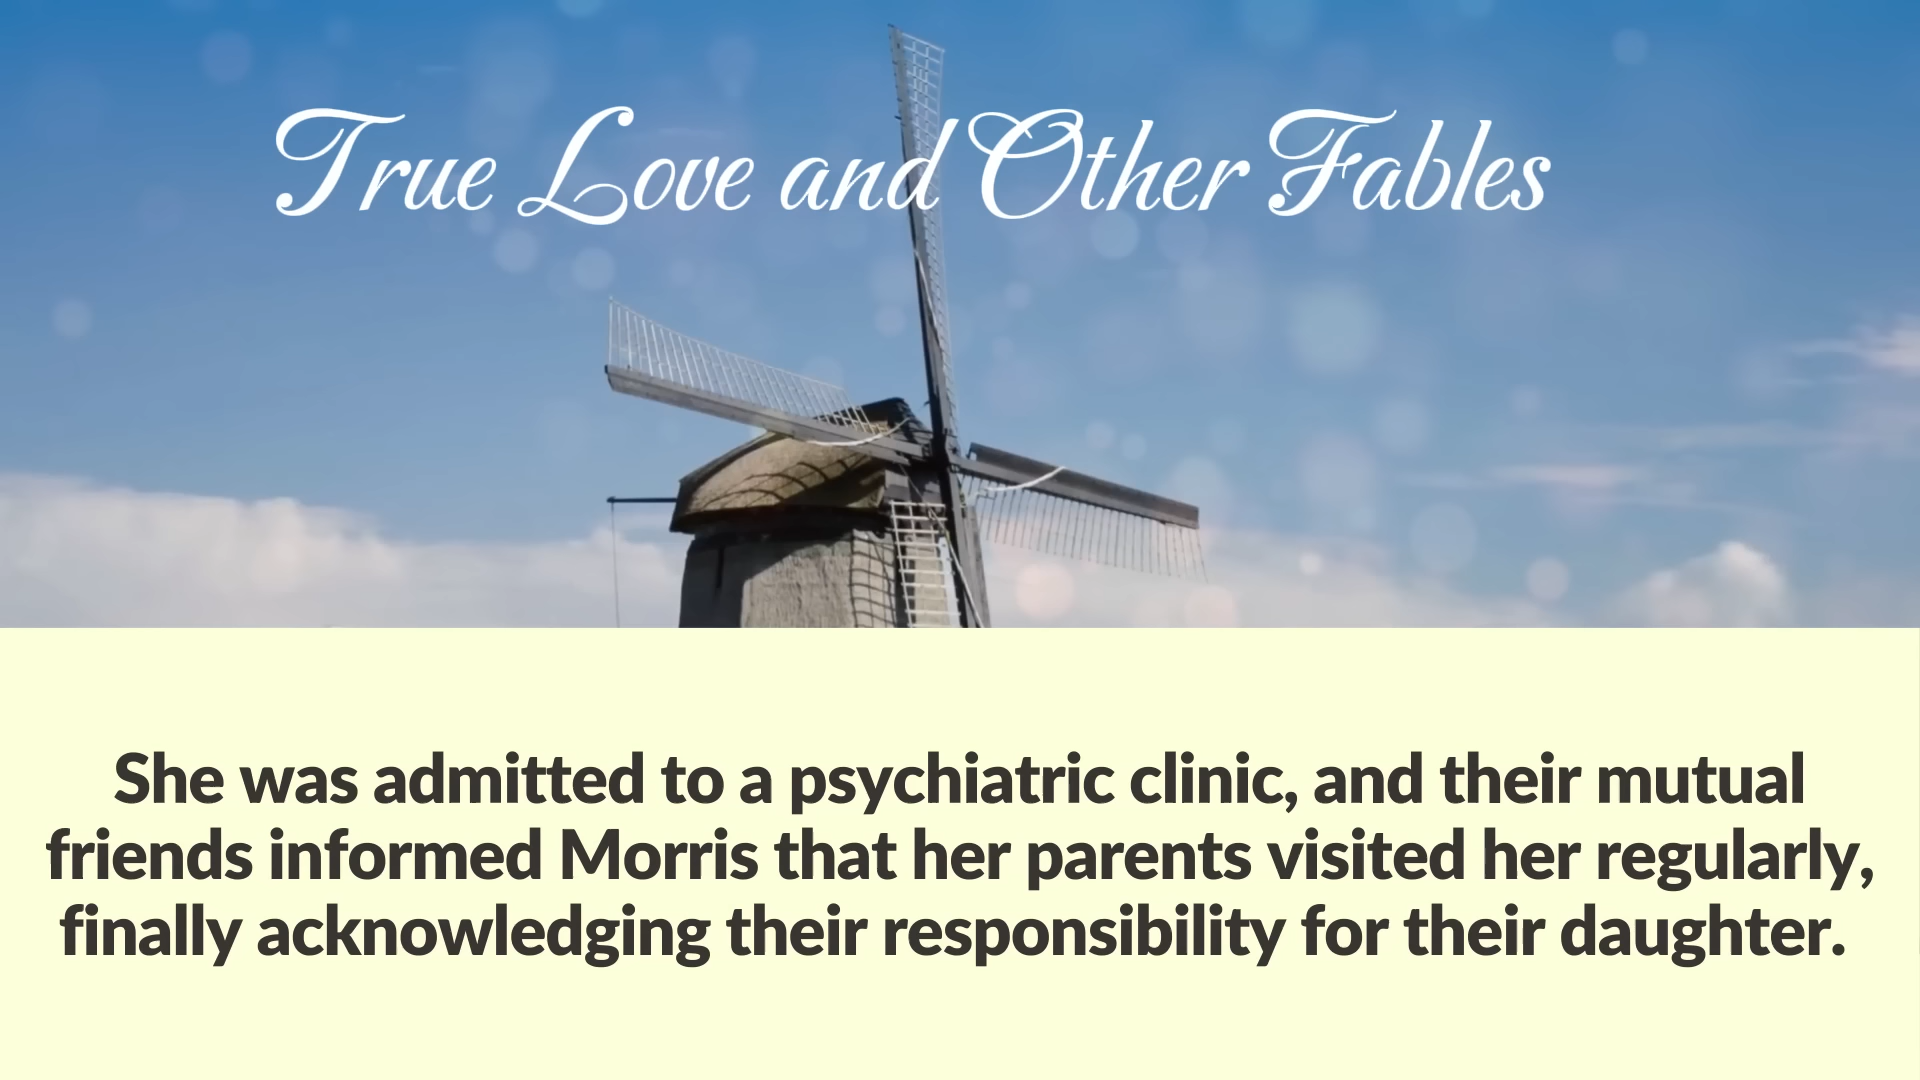 True Love and Other Fables
She was admitted to a psychiatric clinic, and their mutual
friends informed Morris that her parents visited her regularly,
finally acknowledging their responsibility for their daughter.